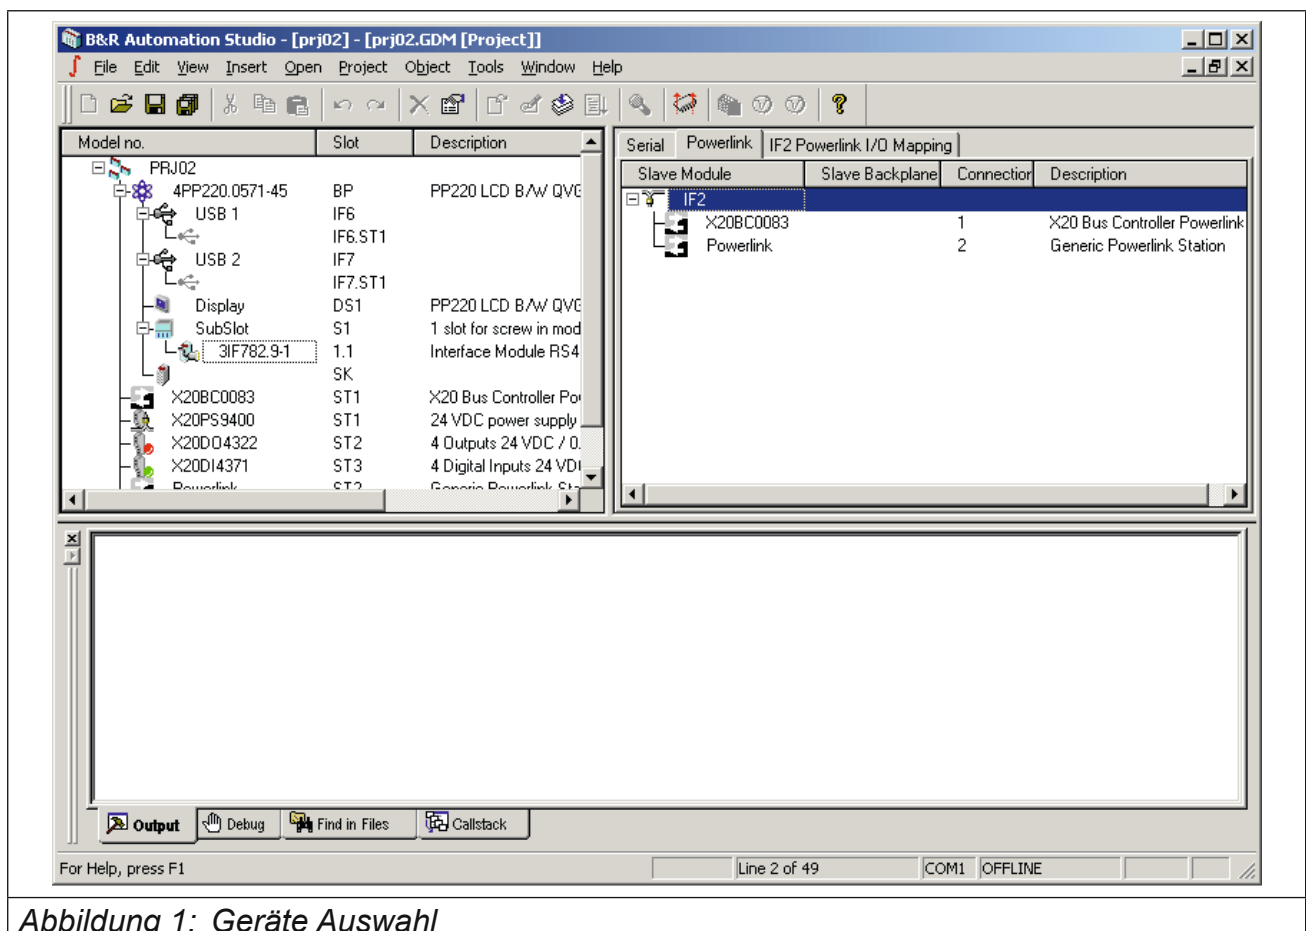 B&R Automation Studio - [prj02] - [prj02.GDM [Project]]
File Edit View Insert Open Project Object Tools Window Help
Model no. Slot Description
PRJ02
4PP220.0571-45 BP PP220 LCD B/W QVG
USB 1 IF6
IF6.ST1
USB 2 IF7
IF7.ST1
Display DS1 PP220 LCD B/W QVG
SubSlot S1 1 slot for screw in mod
3IF782.9-1 1.1 Interface Module RS4
SK
X20BC0083 ST1 X20 Bus Controller Po
X20PS9400 ST1 24 VDC power supply
X20DO4322 ST2 4 Outputs 24 VDC / 0.
X20DI4371 ST3 4 Digital Inputs 24 VD
Powerlink ST2 Generic Powerlink Sta
Serial Powerlink IF2 Powerlink I/O Mapping
Slave Module Slave Backplane Connection Description
IF2
X20BC0083 1 X20 Bus Controller Powerlink
Powerlink 2 Generic Powerlink Station
Output Debug Find in Files Callstack
For Help, press F1 Line 2 of 49 COM1 OFFLINE
Abbildung 1: Geräte Auswahl